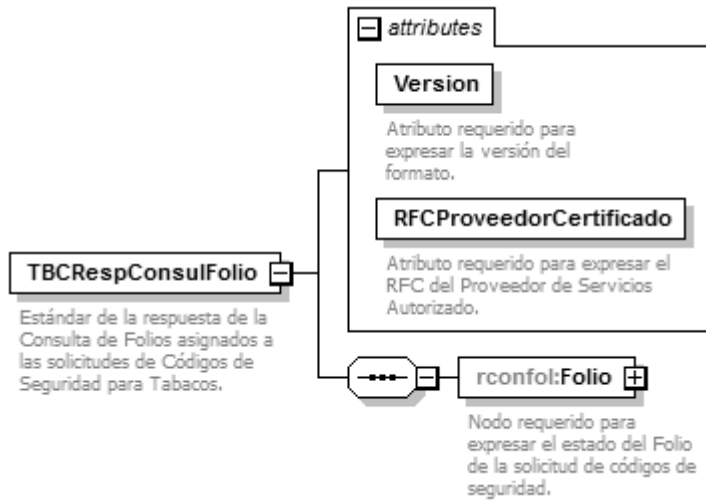 attributes
Version
Atributo requerido para
expresar la versión del
formato.
RFCProveedorCertificado
Atributo requerido para expresar el
RFC del Proveedor de Servicios
Autorizado.
TBCRespConsulFolio
Estándar de la respuesta de la
Consulta de Folios asignados a
las solicitudes de Códigos de
Seguridad para Tabacos.
rconfol:Folio
Nodo requerido para
expresar el estado del Folio
de la solicitud de códigos de
seguridad.